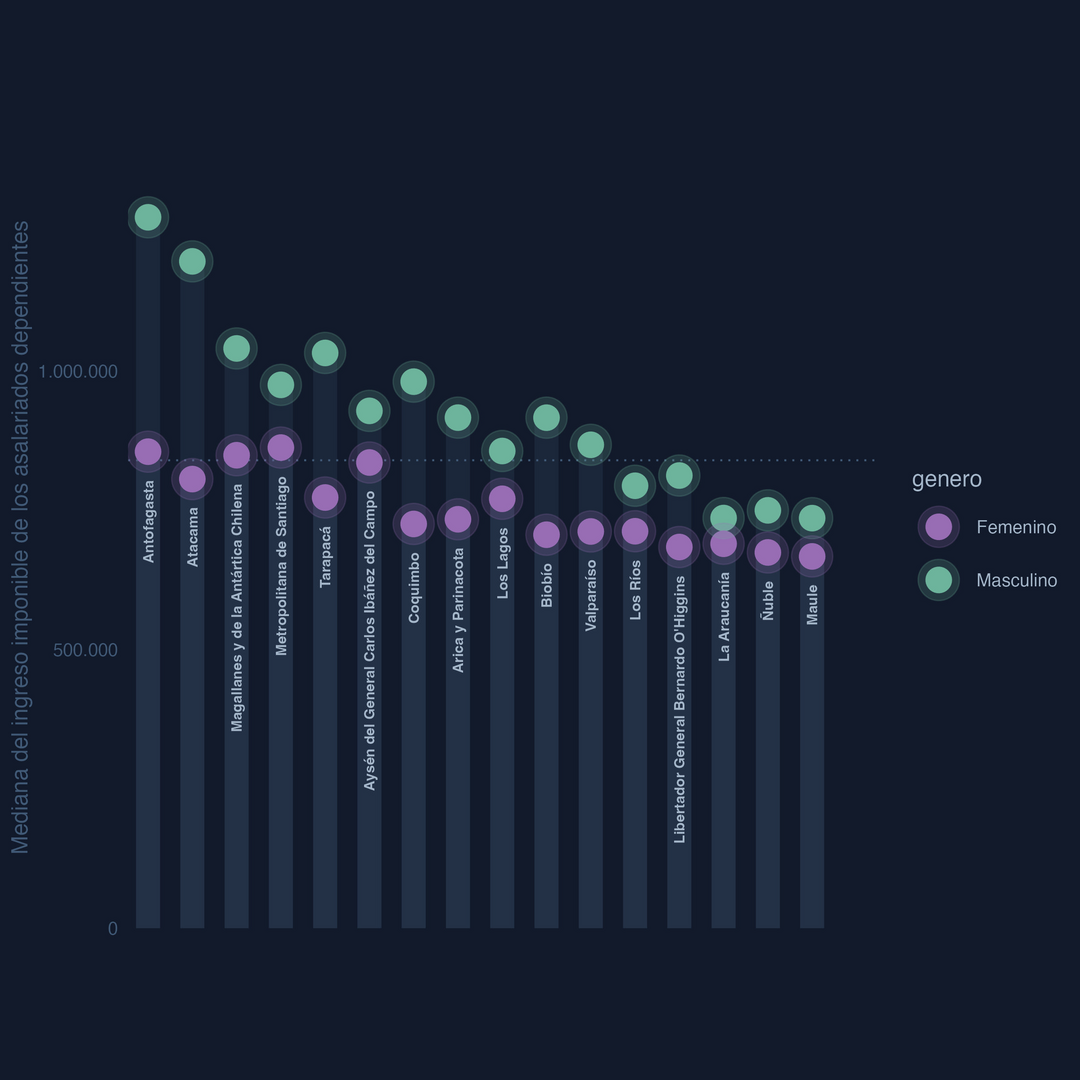 Mediana del ingreso imponible de los asalariados dependientes
1.000.000
500.000
0
Antofagasta
Atacama
Magallanes y de la Antártica Chilena
Metropolitana de Santiago
Tarapacá
Aysén del General Carlos Ibáñez del Campo
Coquimbo
Arica y Parinacota
Los Lagos
Biobío
Valparaíso
Los Ríos
Libertador General Bernardo O'Higgins
La Araucanía
Ñuble
Maule
genero
Femenino
Masculino